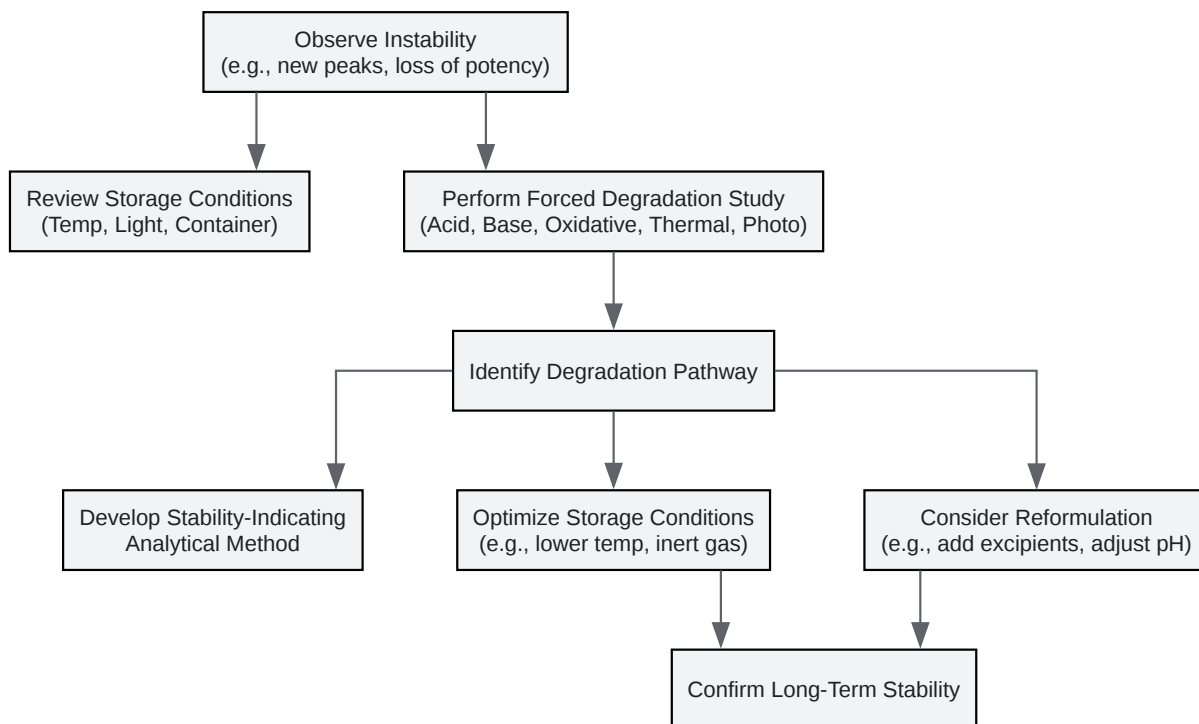 Observe Instability
(e.g., new peaks, loss of potency)
Review Storage Conditions
(Temp, Light, Container)
Perform Forced Degradation Study
(Acid, Base, Oxidative, Thermal, Photo)
Identify Degradation Pathway
Develop Stability-Indicating
Analytical Method
Optimize Storage Conditions
(e.g., lower temp, inert gas)
Consider Reformulation
(e.g., add excipients, adjust pH)
Confirm Long-Term Stability